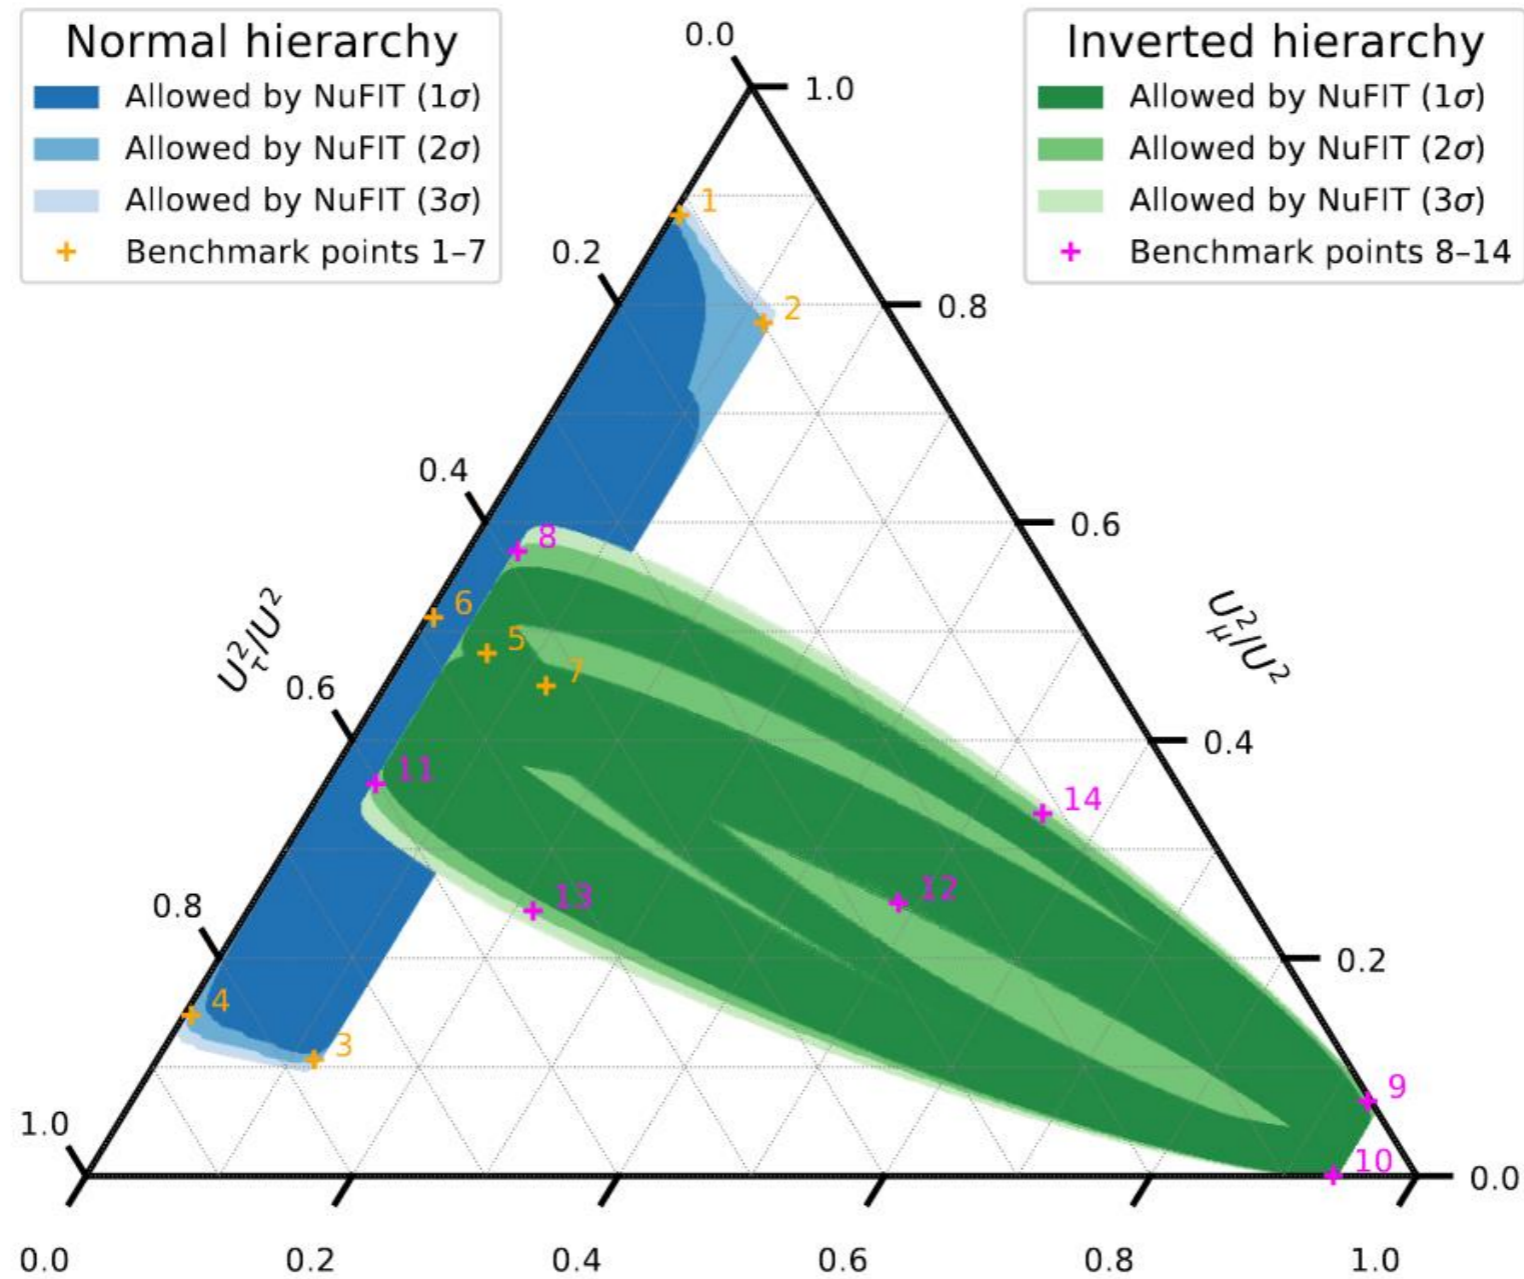 Normal hierarchy
Allowed by NuFIT (1σ)
Allowed by NuFIT (2σ)
Allowed by NuFIT (3σ)
Benchmark points 1–7
Inverted hierarchy
Allowed by NuFIT (1σ)
Allowed by NuFIT (2σ)
Allowed by NuFIT (3σ)
Benchmark points 8–14
0.0
1.0
1
0.2
2
0.8
0.4
8
0.6
6
5
7
U_τ^2/U^2
U_μ^2/U^2
0.6
0.4
11
14
0.8
13
12
0.2
4
3
9
1.0
10
0.0
0.0
0.2
0.4
0.6
0.8
1.0